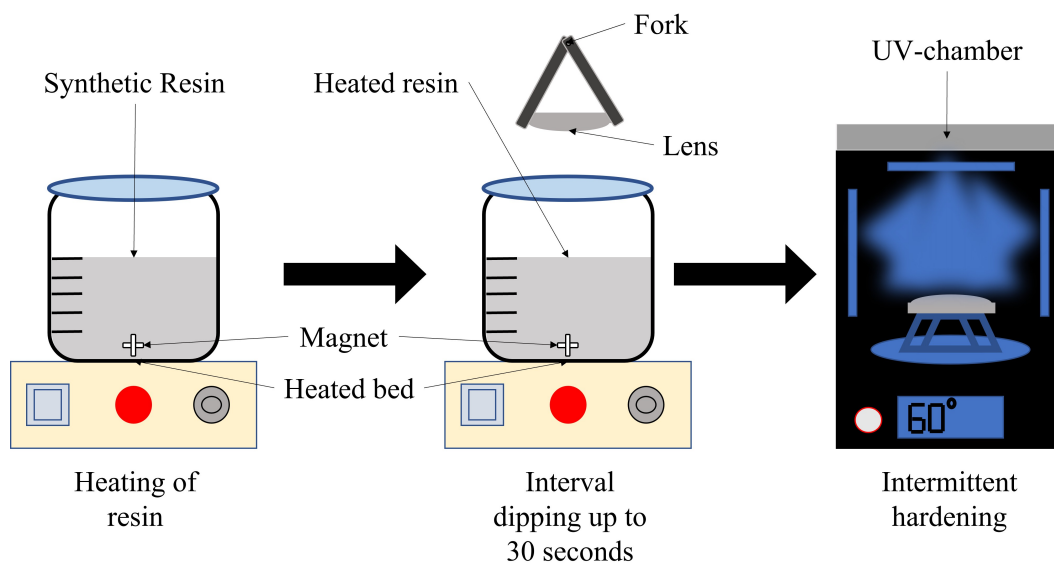 Fork
UV-chamber
Synthetic Resin
Heated resin
Lens
Magnet
Heated bed
60°
Heating of
resin
Interval
dipping up to
30 seconds
Intermittent
hardening